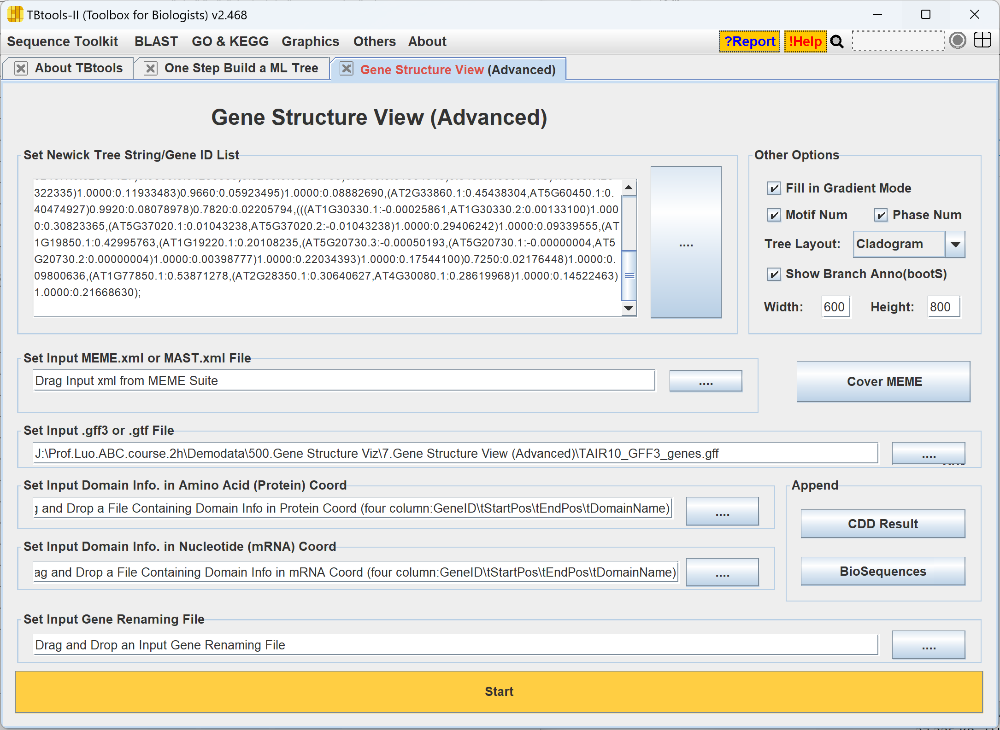 TBtools-II (Toolbox for Biologists) v2.468
Sequence Toolkit BLAST GO & KEGG Graphics Others About ?Report !Help
About TBtools One Step Build a ML Tree Gene Structure View (Advanced)
Gene Structure View (Advanced)
Set Newick Tree String/Gene ID List
322335)1.0000:0.11933483)0.9660:0.05923495)1.0000:0.08882690,(AT2G33860.1:0.45438304,AT5G60450.1:0.
40474927)0.9920:0.08078978)0.7820:0.02205794,(((AT1G30330.1:-0.00025861,AT1G30330.2:0.00133100)1.000
0:0.30823365,(AT5G37020.1:0.01043238,AT5G37020.2:-0.01043238)1.0000:0.29406242)1.0000:0.09339555,(AT
1G19850.1:0.42995763,(AT1G19220.1:0.20108235,(AT5G20730.3:-0.00050193,(AT5G20730.1:-0.00000004,AT5
G20730.2:0.00000004)1.0000:0.00398777)1.0000:0.22034393)1.0000:0.17544100)0.7250:0.02176448)1.0000:0.
09800636,(AT1G77850.1:0.53871278,(AT2G28350.1:0.30640627,AT4G30080.1:0.28619968)1.0000:0.14522463)
1.0000:0.21668630);
....
Other Options
Fill in Gradient Mode
Motif Num Phase Num
Tree Layout: Cladogram
Show Branch Anno(bootS)
Width: 600 Height: 800
Set Input MEME.xml or MAST.xml File
Drag Input xml from MEME Suite ....
Cover MEME
Set Input .gff3 or .gtf File
J:\Prof.Luo.ABC.course.2h\Demodata\500.Gene Structure Viz\7.Gene Structure View (Advanced)\TAIR10_GFF3_genes.gff ....
Set Input Domain Info. in Amino Acid (Protein) Coord
g and Drop a File Containing Domain Info in Protein Coord (four column:GeneID\tStartPos\tEndPos\tDomainName) ....
Set Input Domain Info. in Nucleotide (mRNA) Coord
ag and Drop a File Containing Domain Info in mRNA Coord (four column:GeneID\tStartPos\tEndPos\tDomainName) ....
Append
CDD Result
BioSequences
Set Input Gene Renaming File
Drag and Drop an Input Gene Renaming File ....
Start